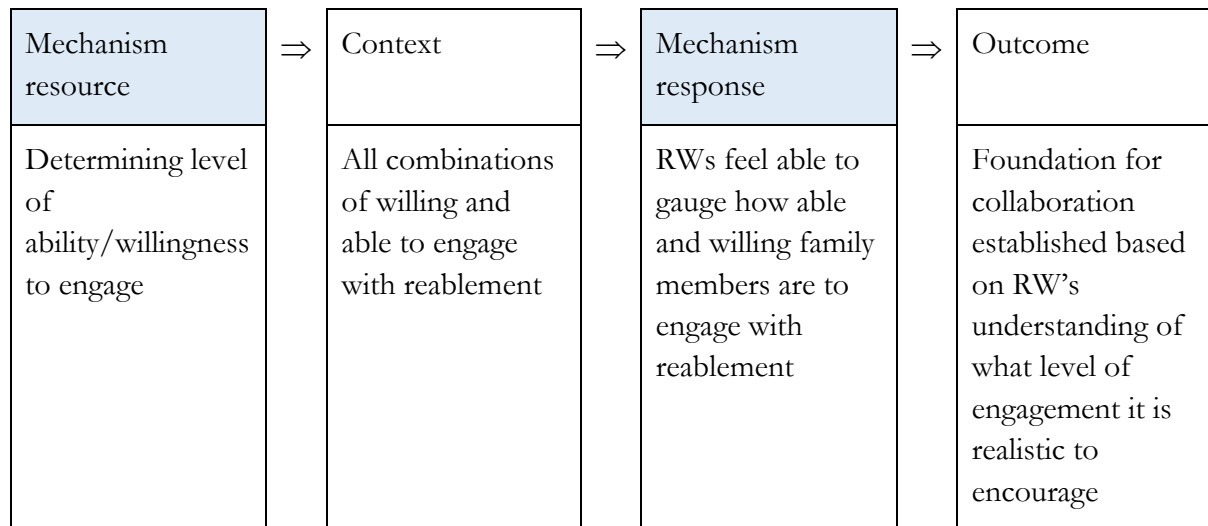 Mechanism
resource
⇒
Context
⇒
Mechanism
response
⇒
Outcome
Determining level
of
ability/willingness
to engage
All combinations
of willing and
able to engage
with reablement
RWs feel able to
gauge how able
and willing family
members are to
engage with
reablement
Foundation for
collaboration
established based
on RW’s
understanding of
what level of
engagement it is
realistic to
encourage